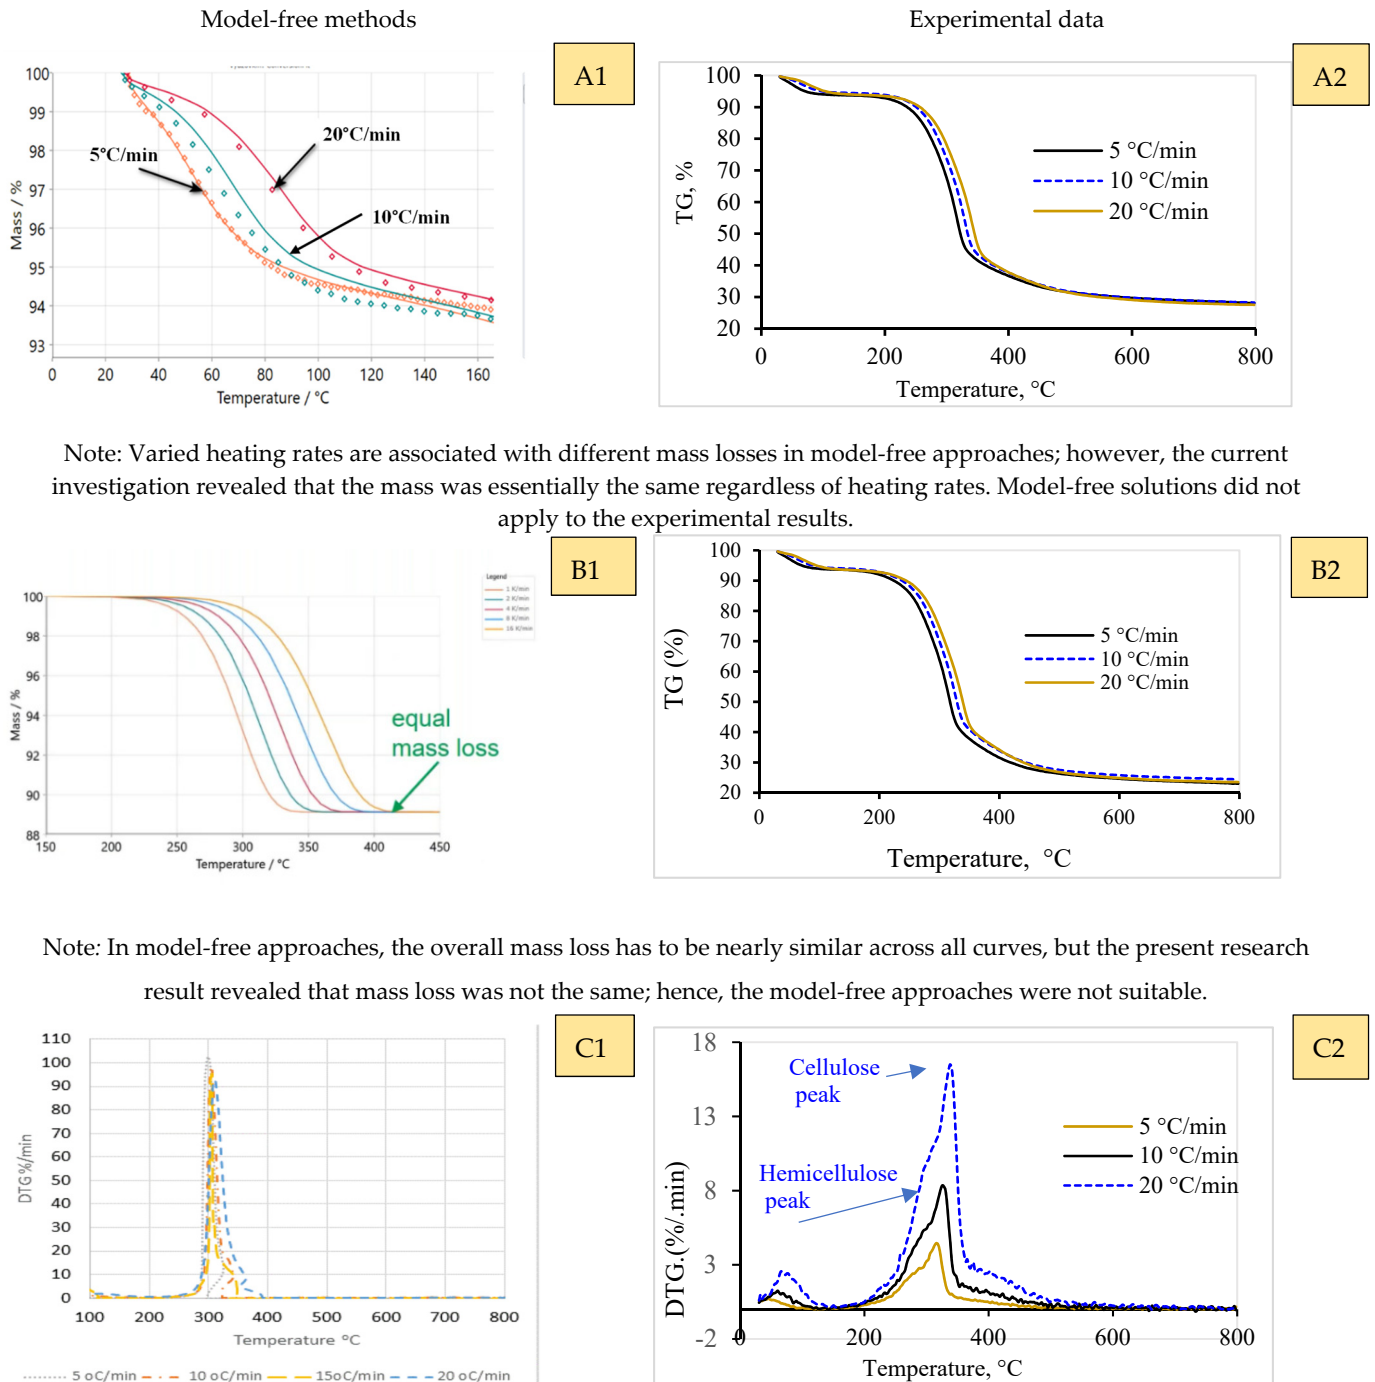 Model-free methods
Experimental data
A1
100
99
98
97
96
95
94
93
Mass / %
5°C/min
20°C/min
10°C/min
0 20 40 60 80 100 120 140 160
Temperature / °C
A2
100
90
80
70
60
50
40
30
20
TG, %
5 °C/min
10 °C/min
20 °C/min
0 200 400 600 800
Temperature, °C
Note: Varied heating rates are associated with different mass losses in model-free approaches; however, the current
investigation revealed that the mass was essentially the same regardless of heating rates. Model-free solutions did not
apply to the experimental results.
B1
Legend
1 K/min
2 K/min
4 K/min
8 K/min
16 K/min
100
98
96
94
92
90
88
Mass / %
equal
mass loss
150 200 250 300 350 400 450
Temperature / °C
B2
100
90
80
70
60
50
40
30
20
TG (%)
5 °C/min
10 °C/min
20 °C/min
0 200 400 600 800
Temperature, °C
Note: In model-free approaches, the overall mass loss has to be nearly similar across all curves, but the present research
result revealed that mass loss was not the same; hence, the model-free approaches were not suitable.
C1
110
100
90
80
70
60
50
40
30
20
10
0
DTG%/min
100 200 300 400 500 600 700 800
Temperature °C
5 oC/min 10 oC/min 15oC/min 20 oC/min
C2
18
13
8
3
-2
DTG.(%/.min)
Cellulose
peak
Hemicellulose
peak
5 °C/min
10 °C/min
20 °C/min
0 200 400 600 800
Temperature, °C